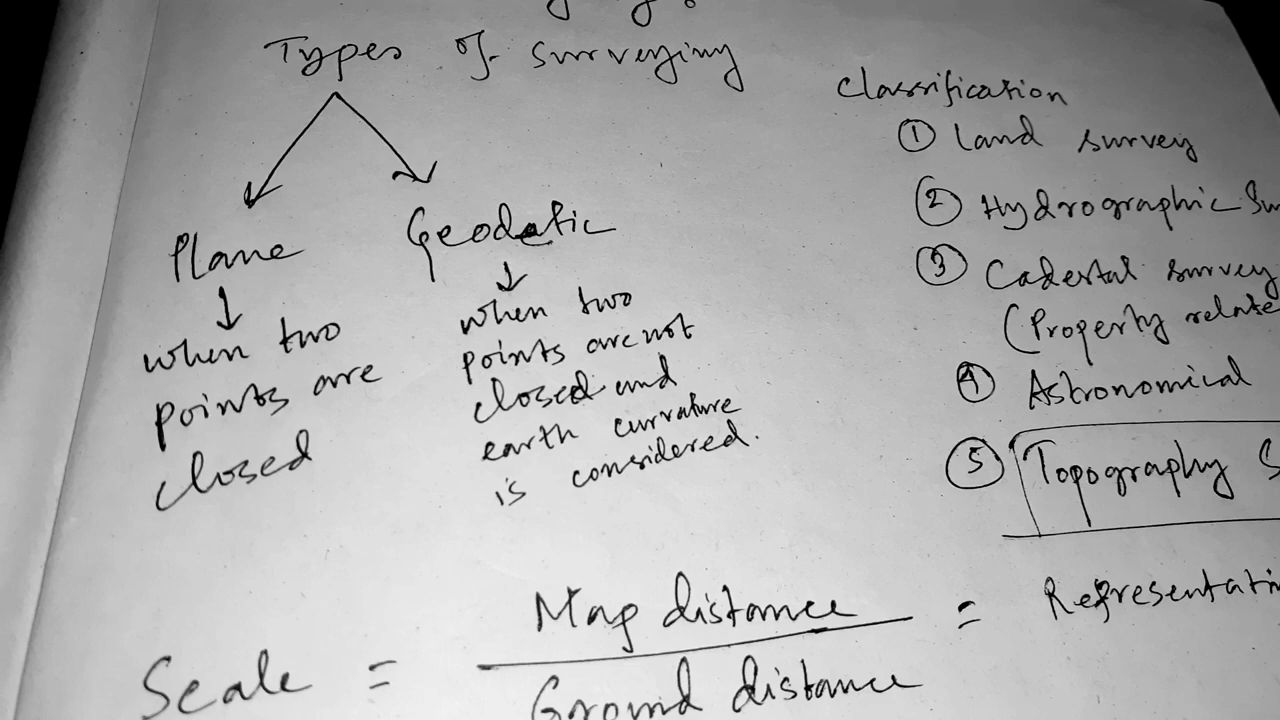 Types of surveying
Plane
↓
when two
points are
closed
Geodetic
↓
when two
points are not
closed and
earth curvature
is considered.
Classification
① Land survey
② Hydrographic Su
③ Cadestal survey
(Property relate
④ Astronomical
⑤ Topography S
Scale = Map distance = Representati
Ground distance